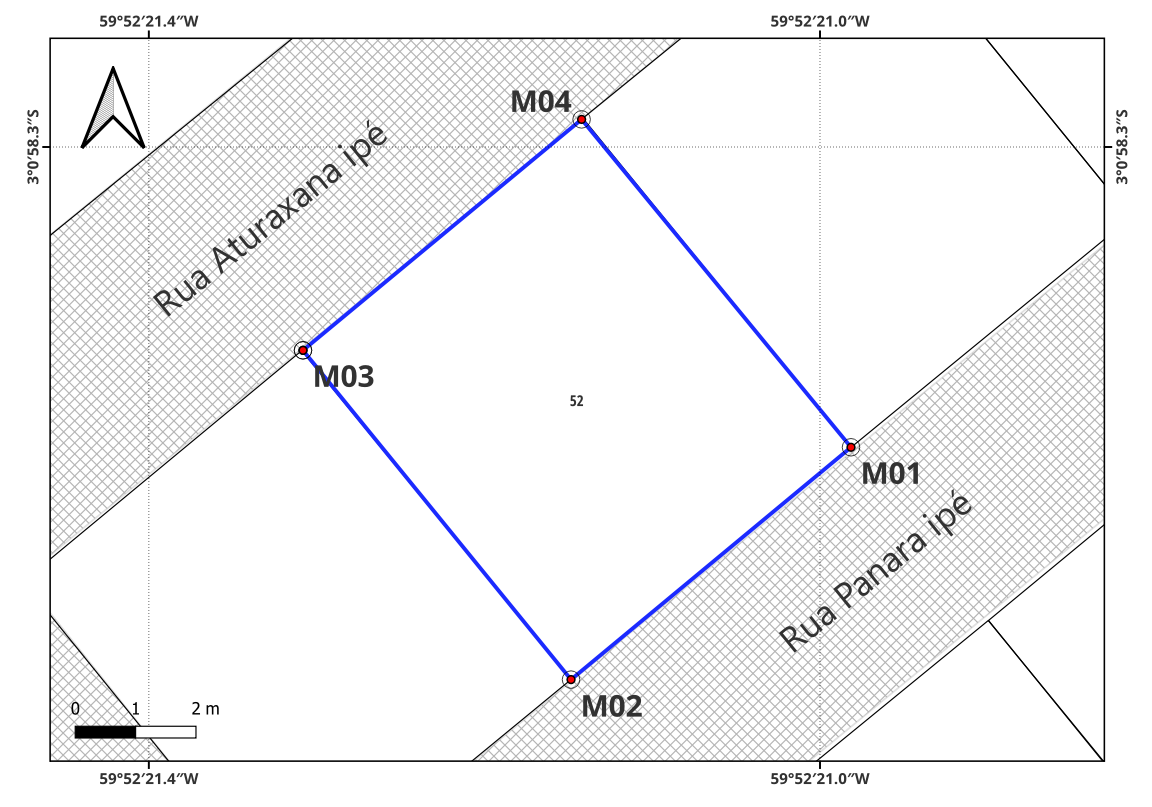 59°52′21.4″W
59°52′21.0″W
3°0′58.3″S
3°0′58.3″S
M04
Rua Aturaxana ipé
M03
52
M01
Rua Panara ipé
M02
0 1 2 m
59°52′21.4″W
59°52′21.0″W